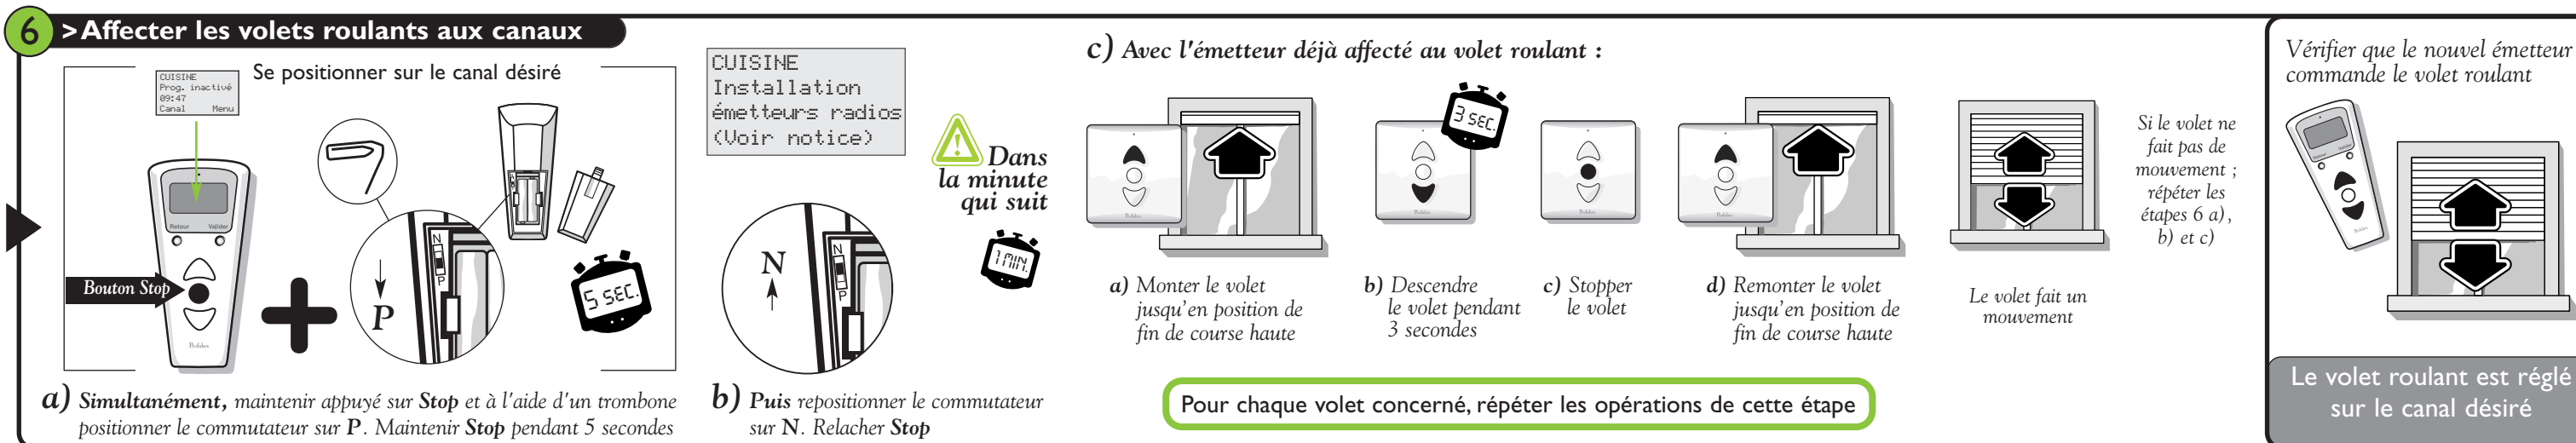 6 > Affecter les volets roulants aux canaux
Se positionner sur le canal désiré
CUISINE
Prog. inactivé
09:47
Canal Menu
Retour Valider
Bouton Stop
N
P
P
5 SEC.
a) Simultanément, maintenir appuyé sur Stop et à l'aide d'un trombone
positionner le commutateur sur P. Maintenir Stop pendant 5 secondes
CUISINE
Installation
émetteurs radios
(Voir notice)
Dans
la minute
qui suit
1 MIN.
N
N
P
b) Puis repositionner le commutateur
sur N. Relacher Stop
c) Avec l'émetteur déjà affecté au volet roulant :
3 SEC.
a) Monter le volet
jusqu'en position de
fin de course haute
b) Descendre
le volet pendant
3 secondes
c) Stopper
le volet
d) Remonter le volet
jusqu'en position de
fin de course haute
Le volet fait un
mouvement
Si le volet ne
fait pas de
mouvement ;
répéter les
étapes 6 a),
b) et c)
Pour chaque volet concerné, répéter les opérations de cette étape
Vérifier que le nouvel émetteur
commande le volet roulant
Retour Valider
Le volet roulant est réglé
sur le canal désiré